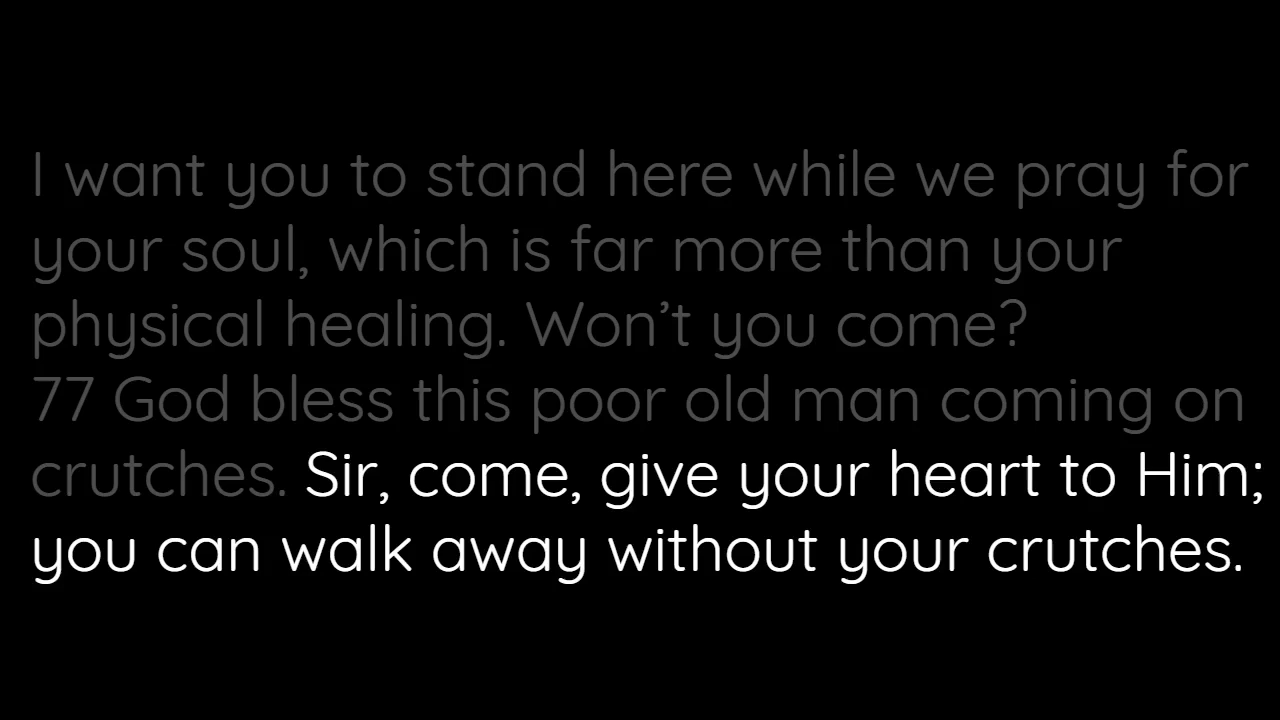 I want you to stand here while we pray for
your soul, which is far more than your
physical healing. Won’t you come?
77 God bless this poor old man coming on
crutches. Sir, come, give your heart to Him;
you can walk away without your crutches.